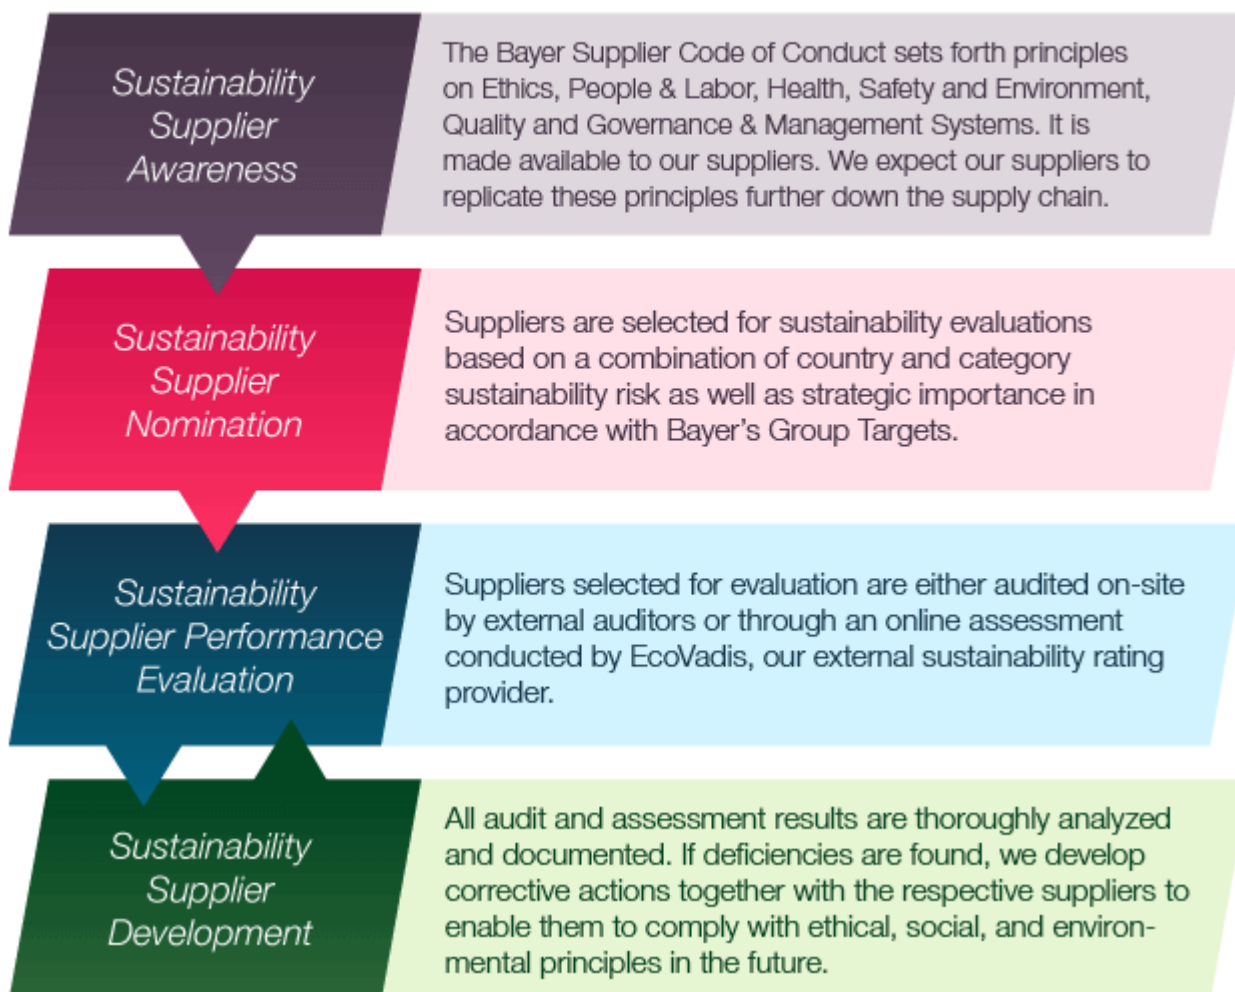 Sustainability
Supplier
Awareness
The Bayer Supplier Code of Conduct sets forth principles
on Ethics, People & Labor, Health, Safety and Environment,
Quality and Governance & Management Systems. It is
made available to our suppliers. We expect our suppliers to
replicate these principles further down the supply chain.
Sustainability
Supplier
Nomination
Suppliers are selected for sustainability evaluations
based on a combination of country and category
sustainability risk as well as strategic importance in
accordance with Bayer’s Group Targets.
Sustainability
Supplier Performance
Evaluation
Suppliers selected for evaluation are either audited on-site
by external auditors or through an online assessment
conducted by EcoVadis, our external sustainability rating
provider.
Sustainability
Supplier
Development
All audit and assessment results are thoroughly analyzed
and documented. If deficiencies are found, we develop
corrective actions together with the respective suppliers to
enable them to comply with ethical, social, and environ-
mental principles in the future.